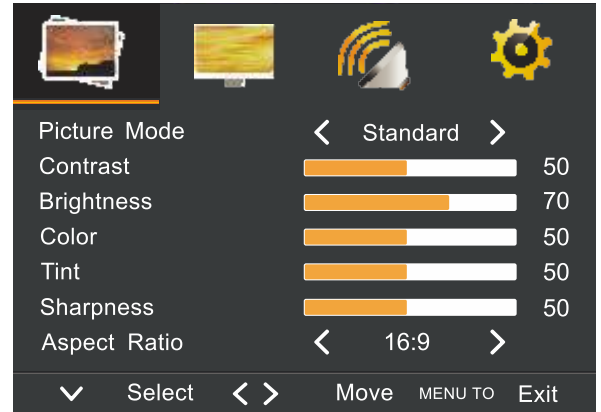 Picture Mode Standard
Contrast 50
Brightness 70
Color 50
Tint 50
Sharpness 50
Aspect Ratio 16:9
Select Move MENU TO Exit